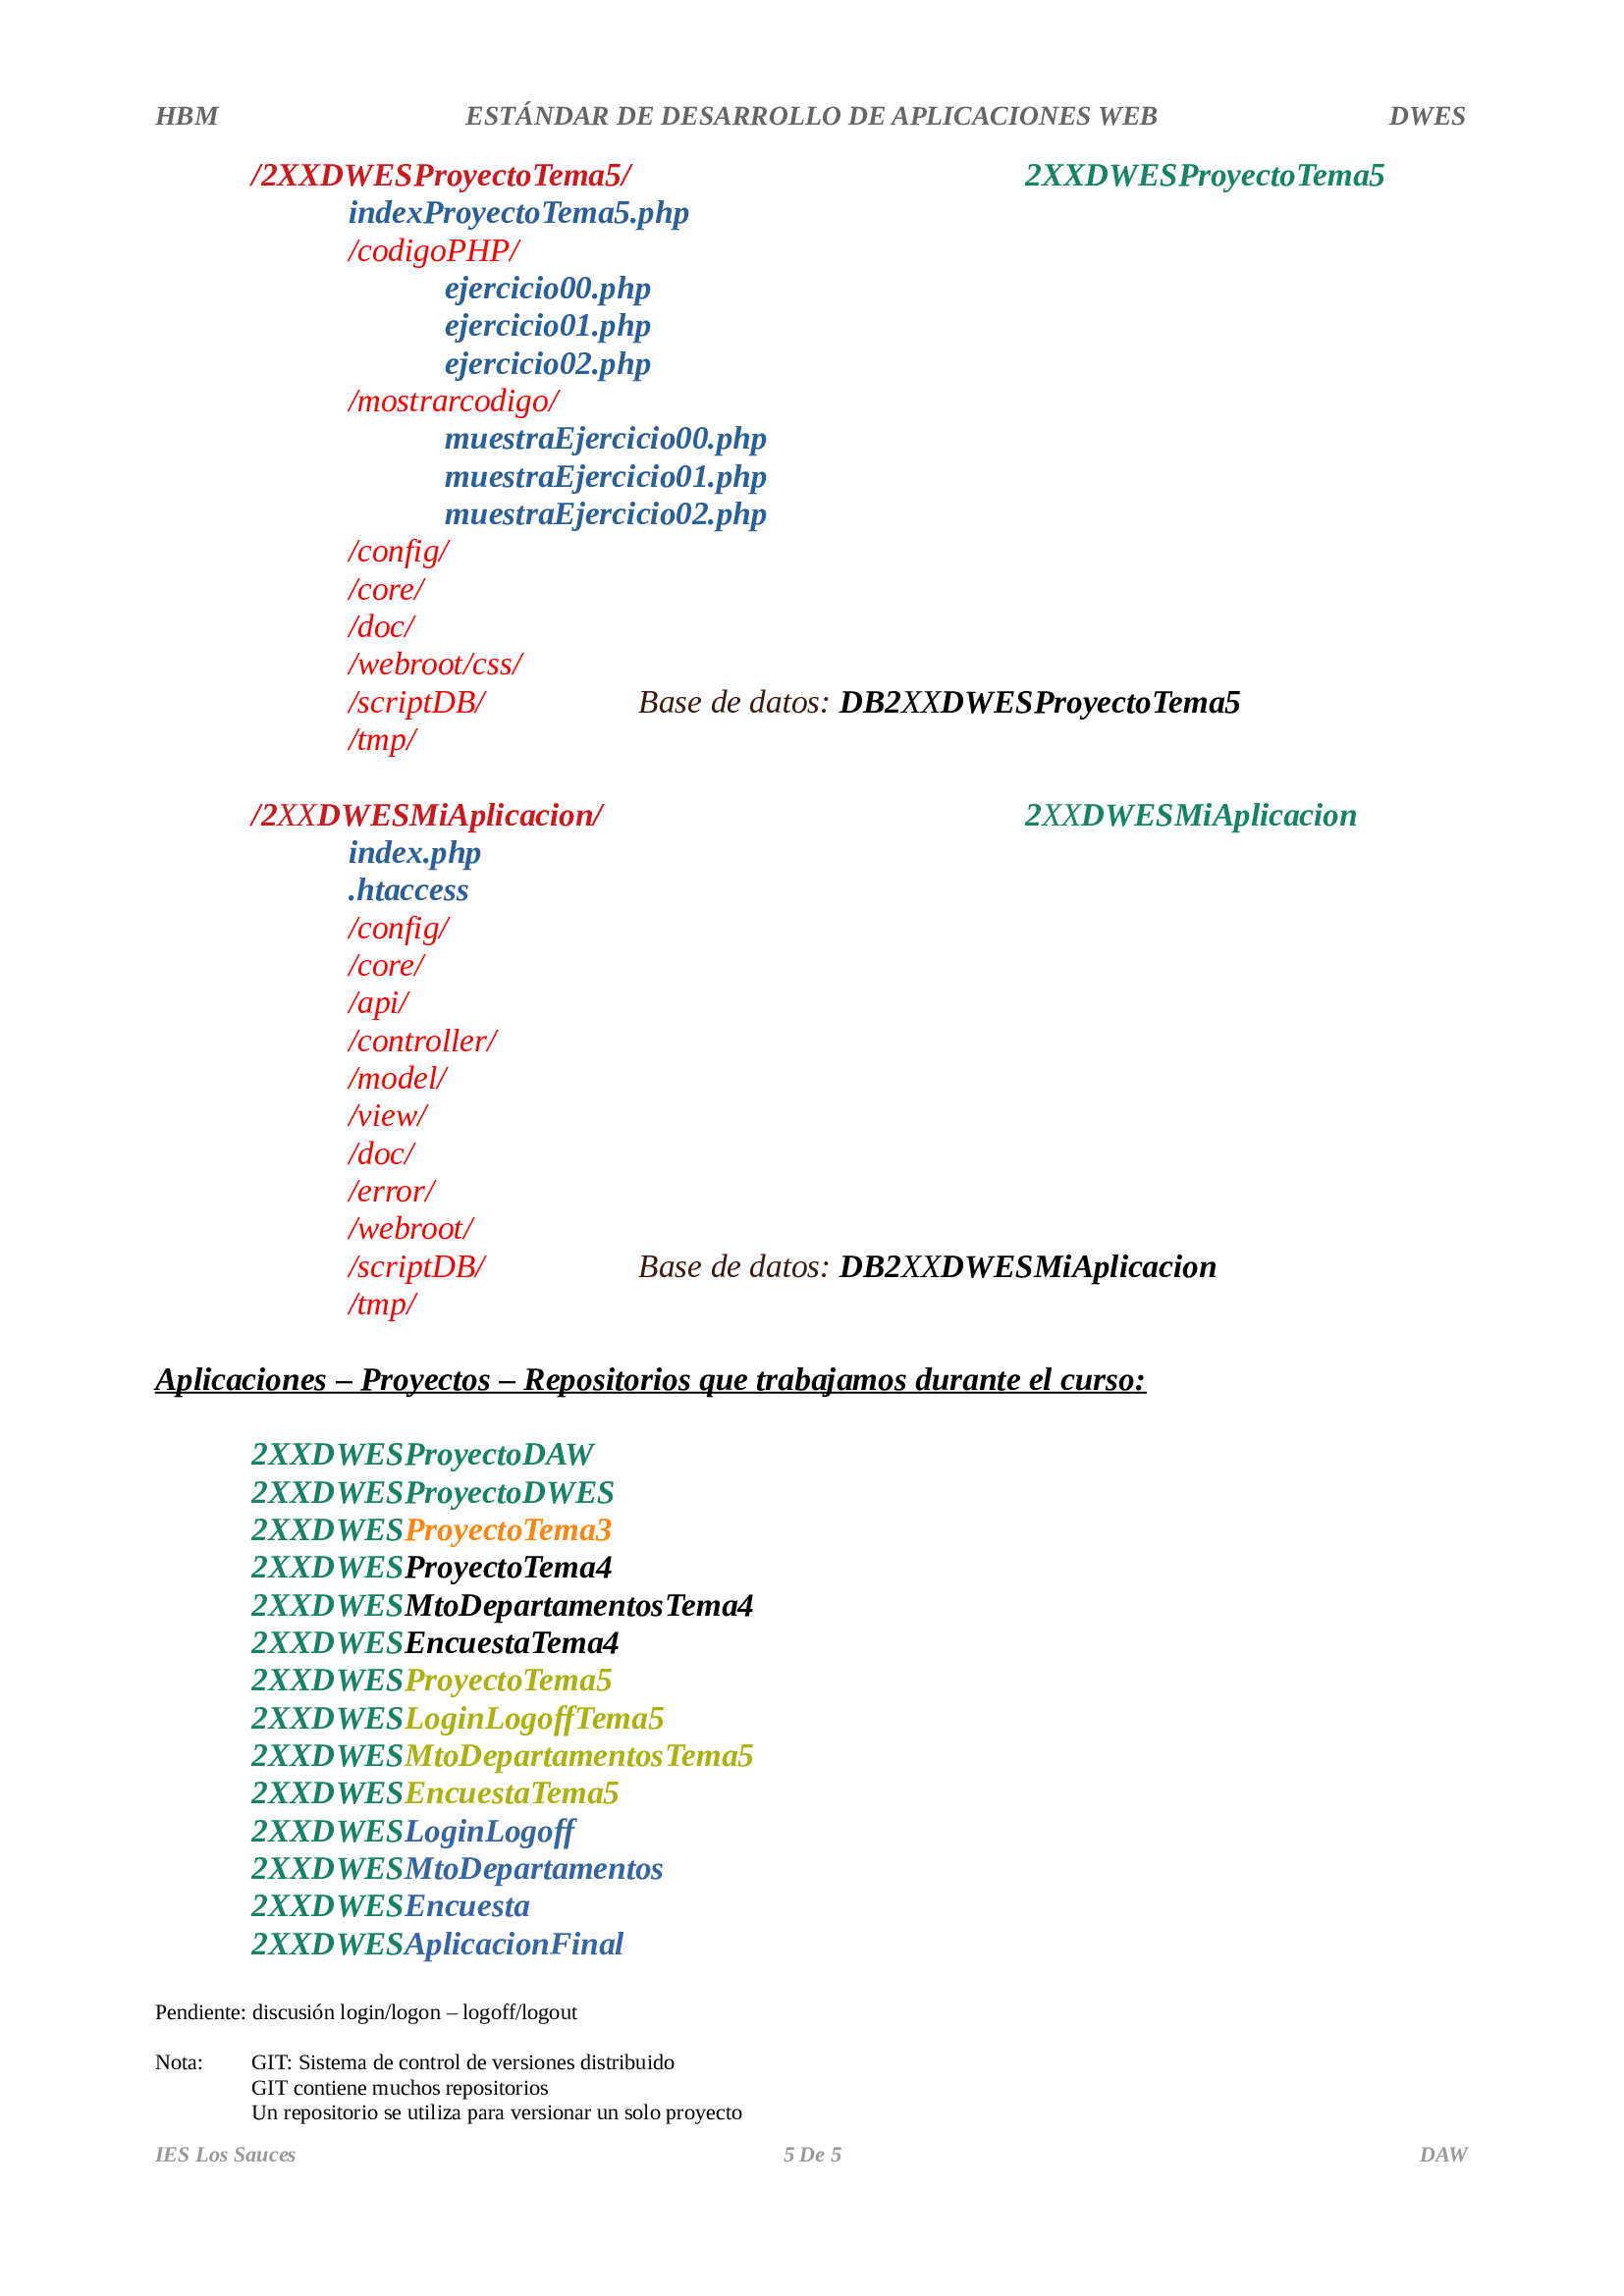 HBM ESTÁNDAR DE DESARROLLO DE APLICACIONES WEB DWES
/2XXDWESProyectoTema5/ 2XXDWESProyectoTema5
indexProyectoTema5.php
/codigoPHP/
ejercicio00.php
ejercicio01.php
ejercicio02.php
/mostrarcodigo/
muestraEjercicio00.php
muestraEjercicio01.php
muestraEjercicio02.php
/config/
/core/
/doc/
/webroot/css/
/scriptDB/ Base de datos: DB2XXDWESProyectoTema5
/tmp/
/2XXDWESMiAplicacion/ 2XXDWESMiAplicacion
index.php
.htaccess
/config/
/core/
/api/
/controller/
/model/
/view/
/doc/
/error/
/webroot/
/scriptDB/ Base de datos: DB2XXDWESMiAplicacion
/tmp/
Aplicaciones – Proyectos – Repositorios que trabajamos durante el curso:
2XXDWESProyectoDAW
2XXDWESProyectoDWES
2XXDWESProyectoTema3
2XXDWESProyectoTema4
2XXDWESMtoDepartamentosTema4
2XXDWESEncuestaTema4
2XXDWESProyectoTema5
2XXDWESLoginLogoffTema5
2XXDWESMtoDepartamentosTema5
2XXDWESEncuestaTema5
2XXDWESLoginLogoff
2XXDWESMtoDepartamentos
2XXDWESEncuesta
2XXDWESAplicacionFinal
Pendiente: discusión login/logon – logoff/logout
Nota: GIT: Sistema de control de versiones distribuido
GIT contiene muchos repositorios
Un repositorio se utiliza para versionar un solo proyecto
IES Los Sauces 5 De 5 DAW